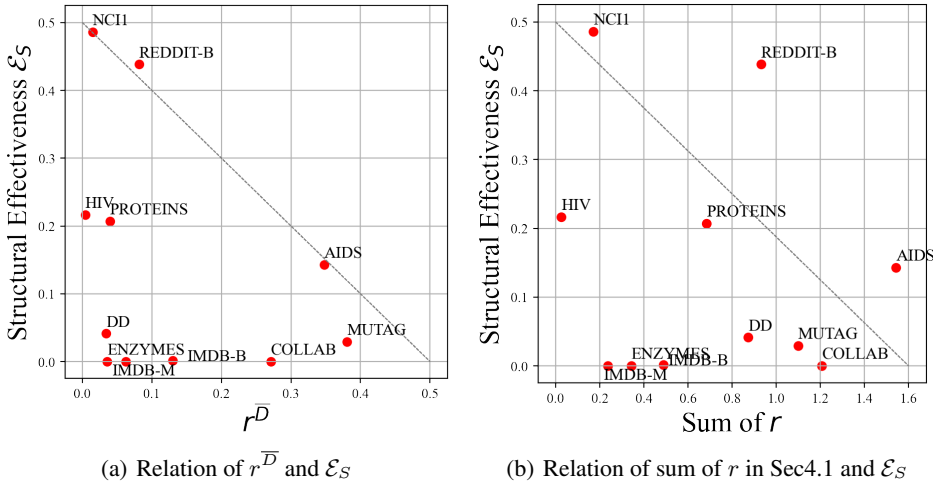 Structural Effectiveness ℰ_S
0.5
0.4
0.3
0.2
0.1
0.0
NCI1
REDDIT-B
HIV
PROTEINS
AIDS
DD
MUTAG
ENZYMES
IMDB-B
COLLAB
IMDB-M
0.0 0.1 0.2 0.3 0.4 0.5
r^D̅
(a) Relation of r^D̅ and ℰ_S
Structural Effectiveness ℰ_S
0.5
0.4
0.3
0.2
0.1
0.0
NCI1
REDDIT-B
HIV
PROTEINS
AIDS
DD
MUTAG
ENZYMES
IMDB-B
COLLAB
IMDB-M
0.0 0.2 0.4 0.6 0.8 1.0 1.2 1.4 1.6
Sum of r
(b) Relation of sum of r in Sec4.1 and ℰ_S